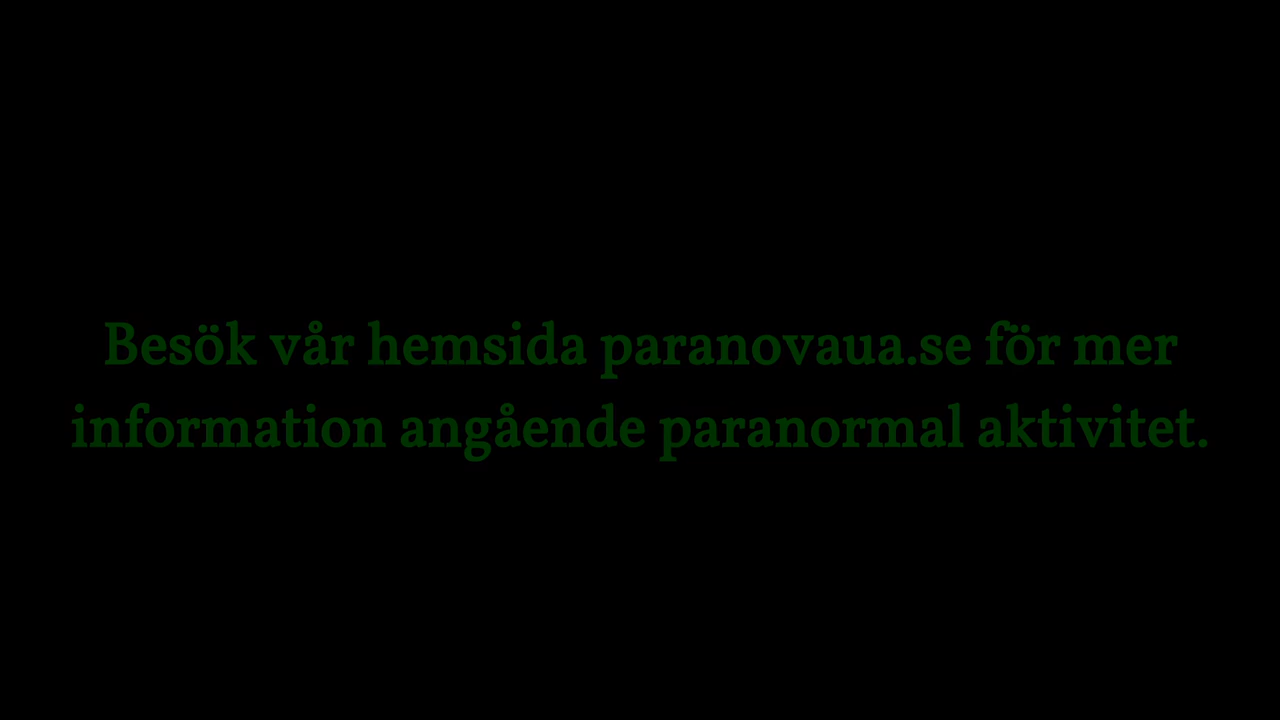 Besök vår hemsida paranovaua.se för mer
information angående paranormal aktivitet.